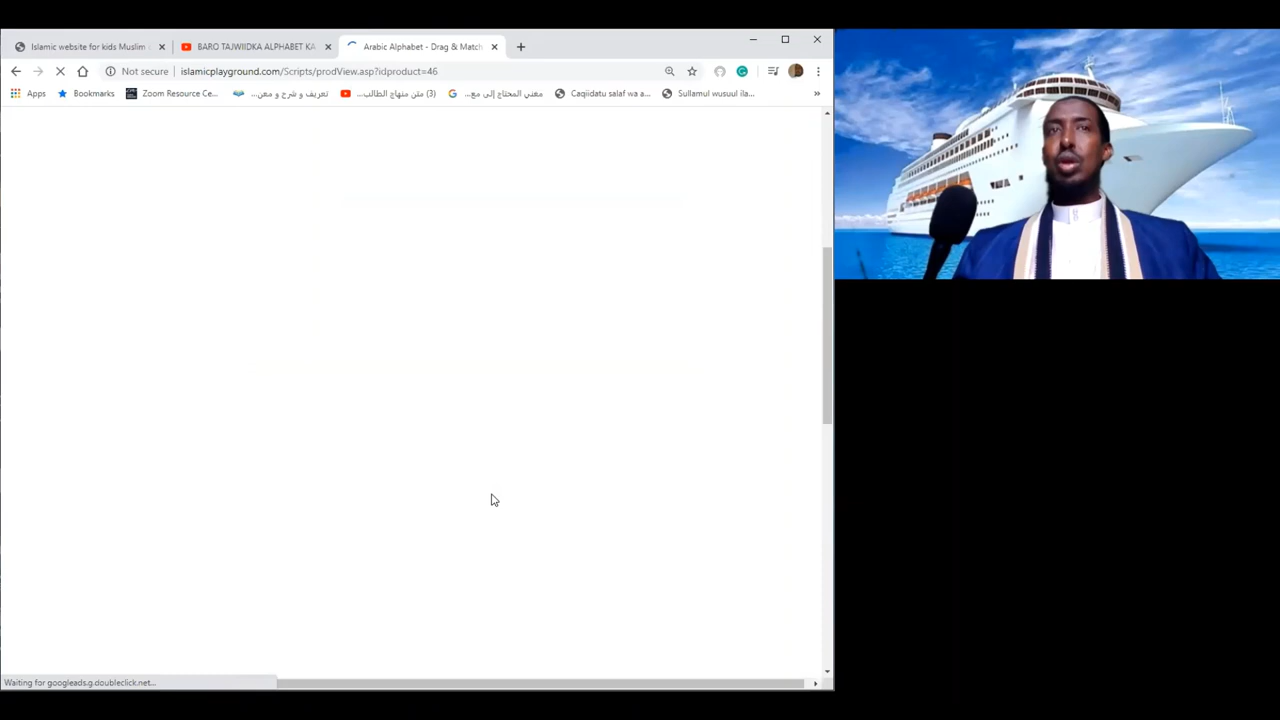 Islamic website for kids Muslim
BARO TAJWIIDKA ALPHABET KA
Arabic Alphabet - Drag & Match
Not secure
islamicplayground.com/Scripts/prodView.asp?idproduct=46
Apps
Bookmarks
Zoom Resource Ce...
تعريف و شرح و معن...
(3) متن منهاج الطالب...
مغني المحتاج إلى مع...
Caqiidatu salaf wa a...
Sullamul wusuul ila...
»
Waiting for googleads.g.doubleclick.net...